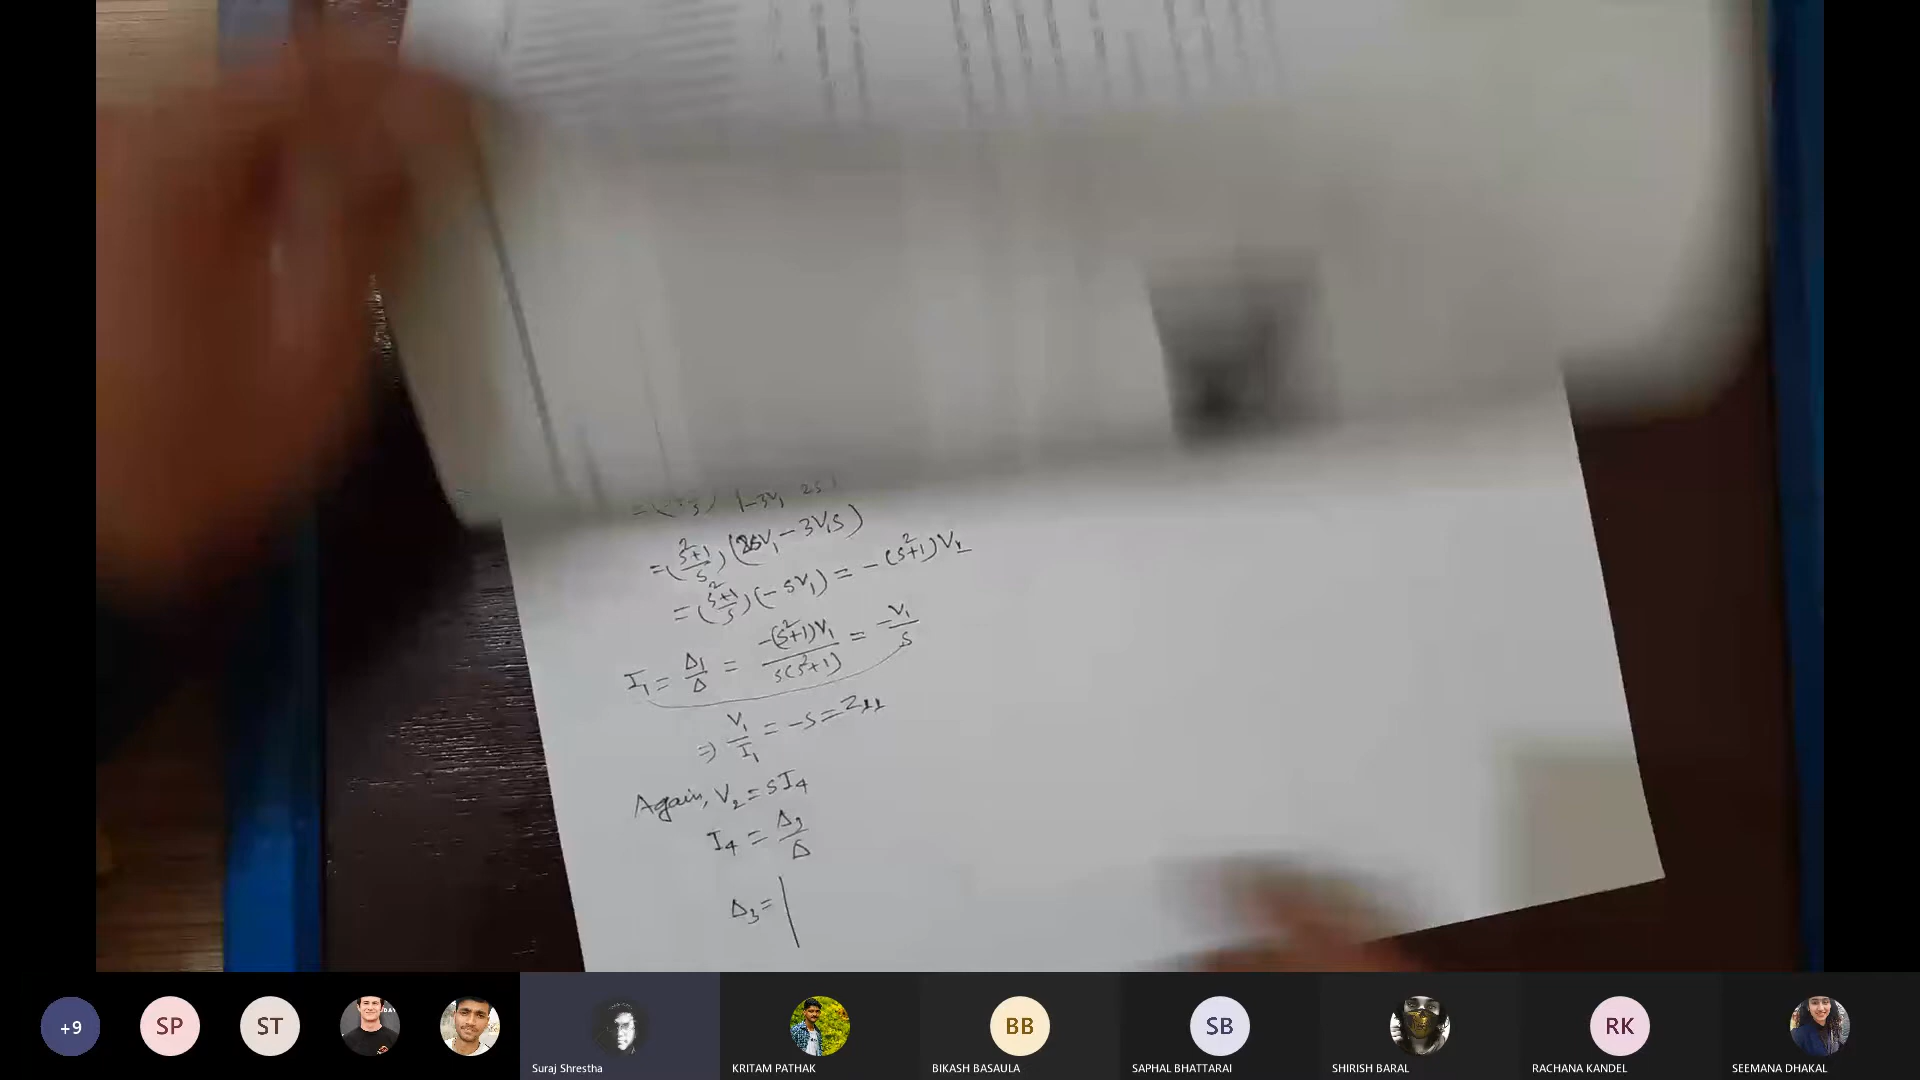 | -3V₁ 2s |
= (s²+1/s) (2sV₁ - 3V₁s)
= (s²+1/s) (-sV₁) = -(s²+1)V₁
I₁ = Δ₁/Δ = -(s²+1)V₁ / s(s²+1) = -V₁/s
⇒ V₁/I₁ = -s = Z₁₁
Again, V₂ = sI₄
I₄ = Δ₃/Δ
Δ₃ = |
+9 SP ST BB SB RK
Suraj Shrestha KRITAM PATHAK BIKASH BASAULA SAPHAL BHATTARAI SHIRISH BARAL RACHANA KANDEL SEEMANA DHAKAL